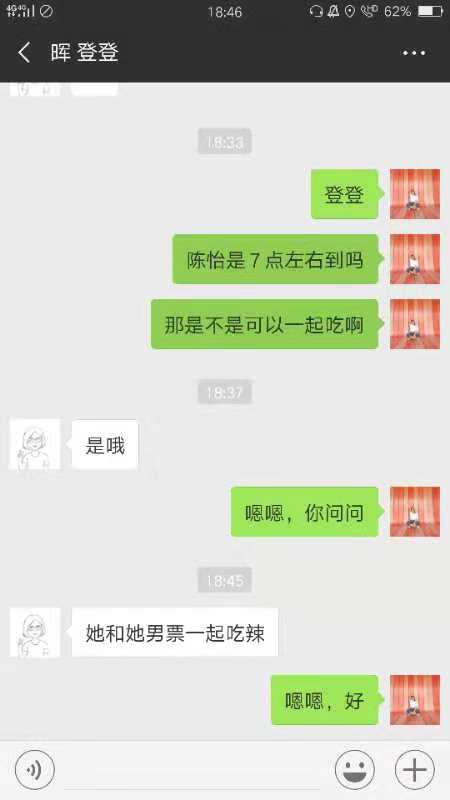 4G 4G 18:46 HD 62%
晖 登登
18:33
登登
陈怡是7点左右到吗
那是不是可以一起吃啊
18:37
是哦
嗯嗯，你问问
18:45
她和她男票一起吃辣
嗯嗯，好